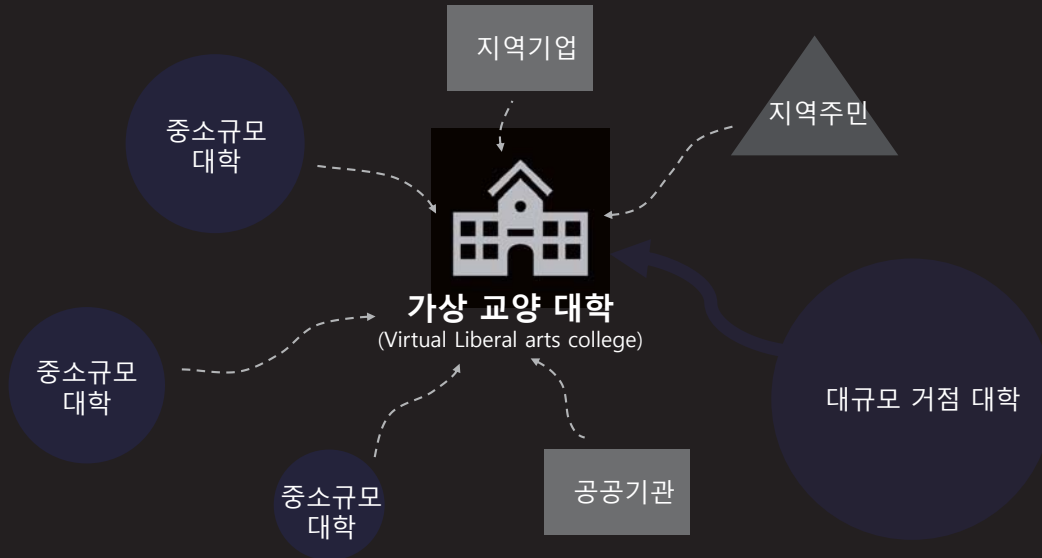 지역기업
지역주민
중소규모
대학
가상 교양 대학
(Virtual Liberal arts college)
중소규모
대학
대규모 거점 대학
중소규모
대학
공공기관